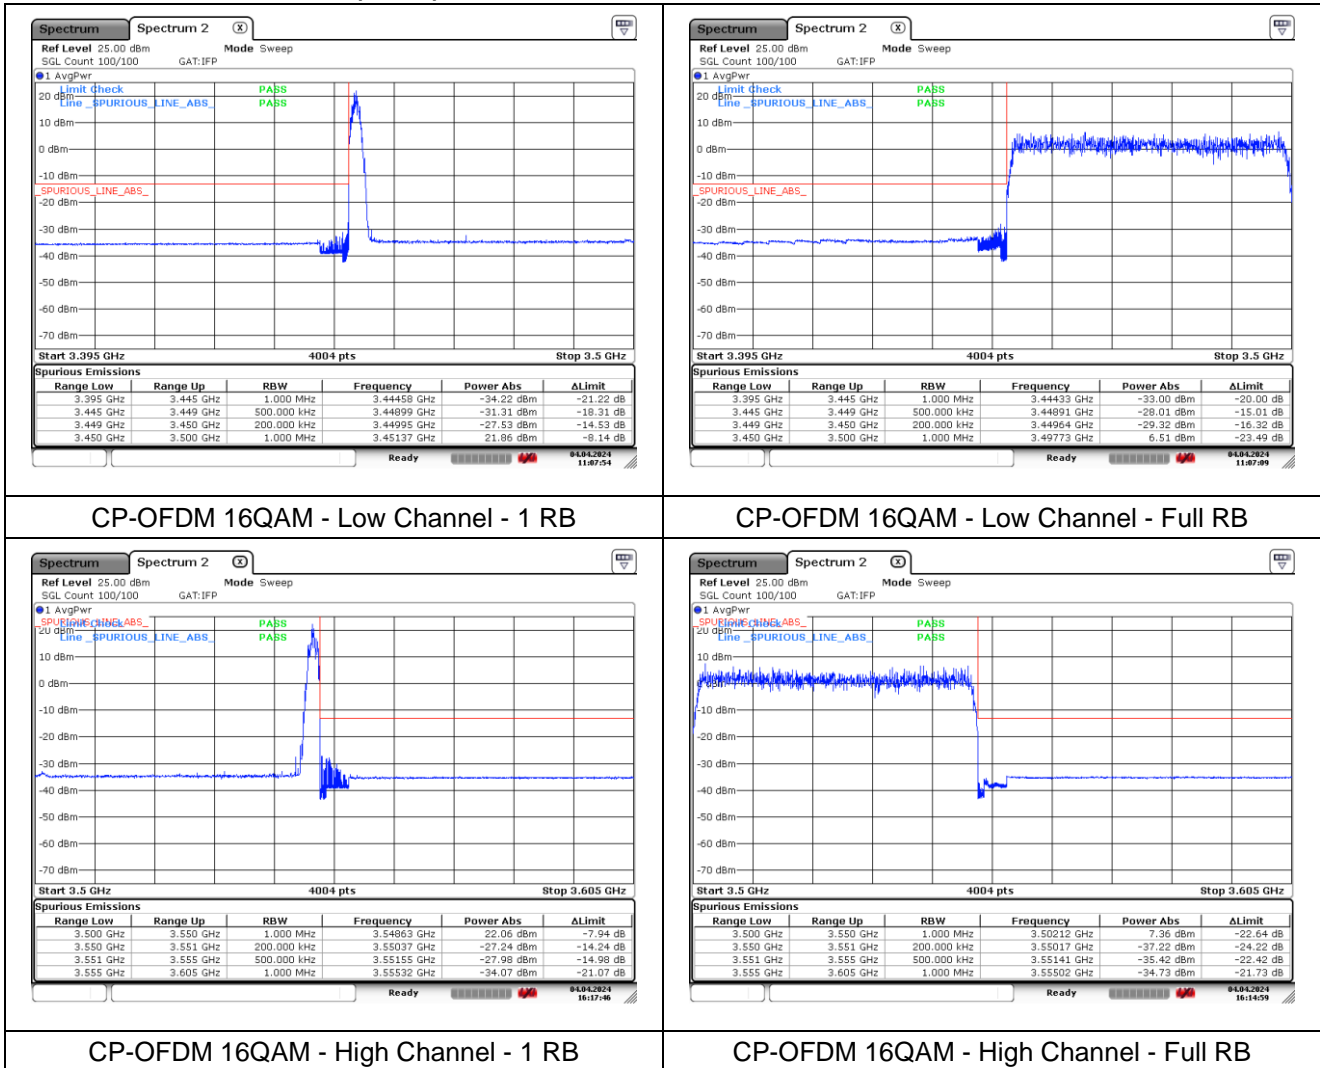 Spectrum Spectrum 2 X
Ref Level 25.00 dBm Mode Sweep
SGL Count 100/100 GAT:IFP
1 AvgPwr
Limit Check PASS
Line _SPURIOUS_LINE_ABS_ PASS
20 dBm
10 dBm
0 dBm
-10 dBm
_SPURIOUS_LINE_ABS_
-20 dBm
-30 dBm
-40 dBm
-50 dBm
-60 dBm
-70 dBm
Start 3.395 GHz 4004 pts Stop 3.5 GHz
Spurious Emissions
Range Low Range Up RBW Frequency Power Abs ΔLimit
3.395 GHz 3.445 GHz 1.000 MHz 3.44458 GHz -34.22 dBm -21.22 dB
3.445 GHz 3.449 GHz 500.000 kHz 3.44899 GHz -31.31 dBm -18.31 dB
3.449 GHz 3.450 GHz 200.000 kHz 3.44995 GHz -27.53 dBm -14.53 dB
3.450 GHz 3.500 GHz 1.000 MHz 3.45137 GHz 21.86 dBm -8.14 dB
Ready 04.04.2024
11:07:54
CP-OFDM 16QAM - Low Channel - 1 RB
Spectrum Spectrum 2 X
Ref Level 25.00 dBm Mode Sweep
SGL Count 100/100 GAT:IFP
1 AvgPwr
Limit Check PASS
Line _SPURIOUS_LINE_ABS_ PASS
20 dBm
10 dBm
0 dBm
-10 dBm
_SPURIOUS_LINE_ABS_
-20 dBm
-30 dBm
-40 dBm
-50 dBm
-60 dBm
-70 dBm
Start 3.395 GHz 4004 pts Stop 3.5 GHz
Spurious Emissions
Range Low Range Up RBW Frequency Power Abs ΔLimit
3.395 GHz 3.445 GHz 1.000 MHz 3.44433 GHz -33.00 dBm -20.00 dB
3.445 GHz 3.449 GHz 500.000 kHz 3.44891 GHz -28.01 dBm -15.01 dB
3.449 GHz 3.450 GHz 200.000 kHz 3.44964 GHz -29.32 dBm -16.32 dB
3.450 GHz 3.500 GHz 1.000 MHz 3.49773 GHz 6.51 dBm -23.49 dB
Ready 04.04.2024
11:07:09
CP-OFDM 16QAM - Low Channel - Full RB
Spectrum Spectrum 2 X
Ref Level 25.00 dBm Mode Sweep
SGL Count 100/100 GAT:IFP
1 AvgPwr
_SPURIOUS_LINE_ABS_
Limit Check PASS
Line _SPURIOUS_LINE_ABS_ PASS
20 dBm
10 dBm
0 dBm
-10 dBm
-20 dBm
-30 dBm
-40 dBm
-50 dBm
-60 dBm
-70 dBm
Start 3.5 GHz 4004 pts Stop 3.605 GHz
Spurious Emissions
Range Low Range Up RBW Frequency Power Abs ΔLimit
3.500 GHz 3.550 GHz 1.000 MHz 3.54863 GHz 22.06 dBm -7.94 dB
3.550 GHz 3.551 GHz 200.000 kHz 3.55037 GHz -27.24 dBm -14.24 dB
3.551 GHz 3.555 GHz 500.000 kHz 3.55155 GHz -27.98 dBm -14.98 dB
3.555 GHz 3.605 GHz 1.000 MHz 3.55532 GHz -34.07 dBm -21.07 dB
Ready 04.04.2024
16:17:46
CP-OFDM 16QAM - High Channel - 1 RB
Spectrum Spectrum 2 X
Ref Level 25.00 dBm Mode Sweep
SGL Count 100/100 GAT:IFP
1 AvgPwr
_SPURIOUS_LINE_ABS_
Limit Check PASS
Line _SPURIOUS_LINE_ABS_ PASS
20 dBm
10 dBm
0 dBm
-10 dBm
-20 dBm
-30 dBm
-40 dBm
-50 dBm
-60 dBm
-70 dBm
Start 3.5 GHz 4004 pts Stop 3.605 GHz
Spurious Emissions
Range Low Range Up RBW Frequency Power Abs ΔLimit
3.500 GHz 3.550 GHz 1.000 MHz 3.50212 GHz 7.36 dBm -22.64 dB
3.550 GHz 3.551 GHz 200.000 kHz 3.55017 GHz -37.22 dBm -24.22 dB
3.551 GHz 3.555 GHz 500.000 kHz 3.55141 GHz -35.42 dBm -22.42 dB
3.555 GHz 3.605 GHz 1.000 MHz 3.55502 GHz -34.73 dBm -21.73 dB
Ready 04.04.2024
16:14:59
CP-OFDM 16QAM - High Channel - Full RB